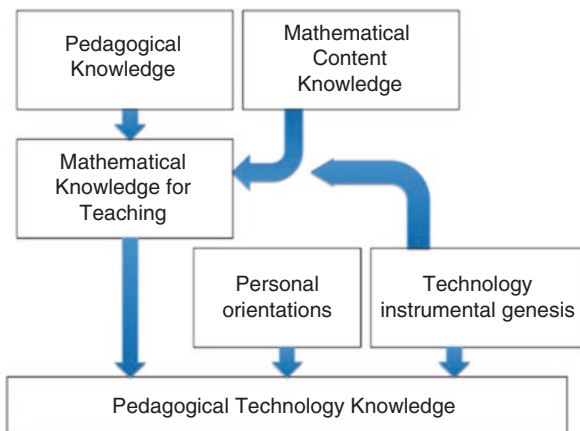 Pedagogical
Knowledge
Mathematical
Content
Knowledge
Mathematical
Knowledge for
Teaching
Personal
orientations
Technology
instrumental genesis
Pedagogical Technology Knowledge